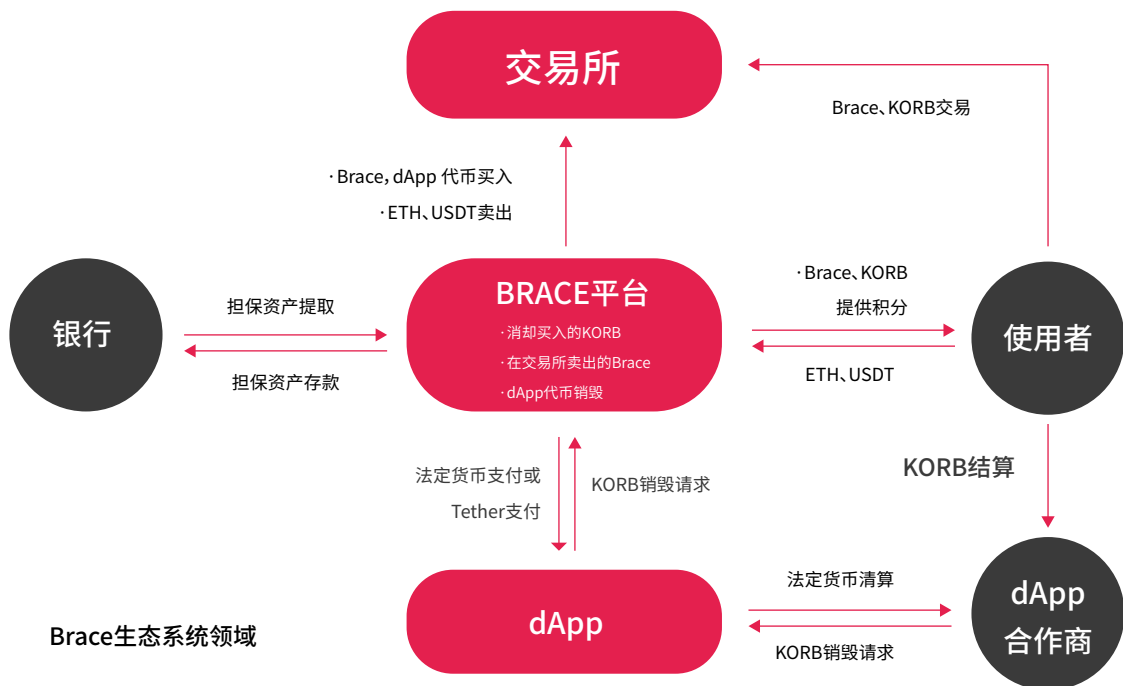 交易所
Brace、KORB交易
·Brace，dApp 代币买入
·ETH、USDT卖出
银行
担保资产提取
担保资产存款
BRACE平台
·消却买入的KORB
·在交易所卖出的Brace
·dApp代币销毁
·Brace、KORB
提供积分
ETH、USDT
使用者
法定货币支付或
Tether支付
KORB销毁请求
KORB结算
dApp
法定货币清算
KORB销毁请求
dApp
合作商
Brace生态系统领域